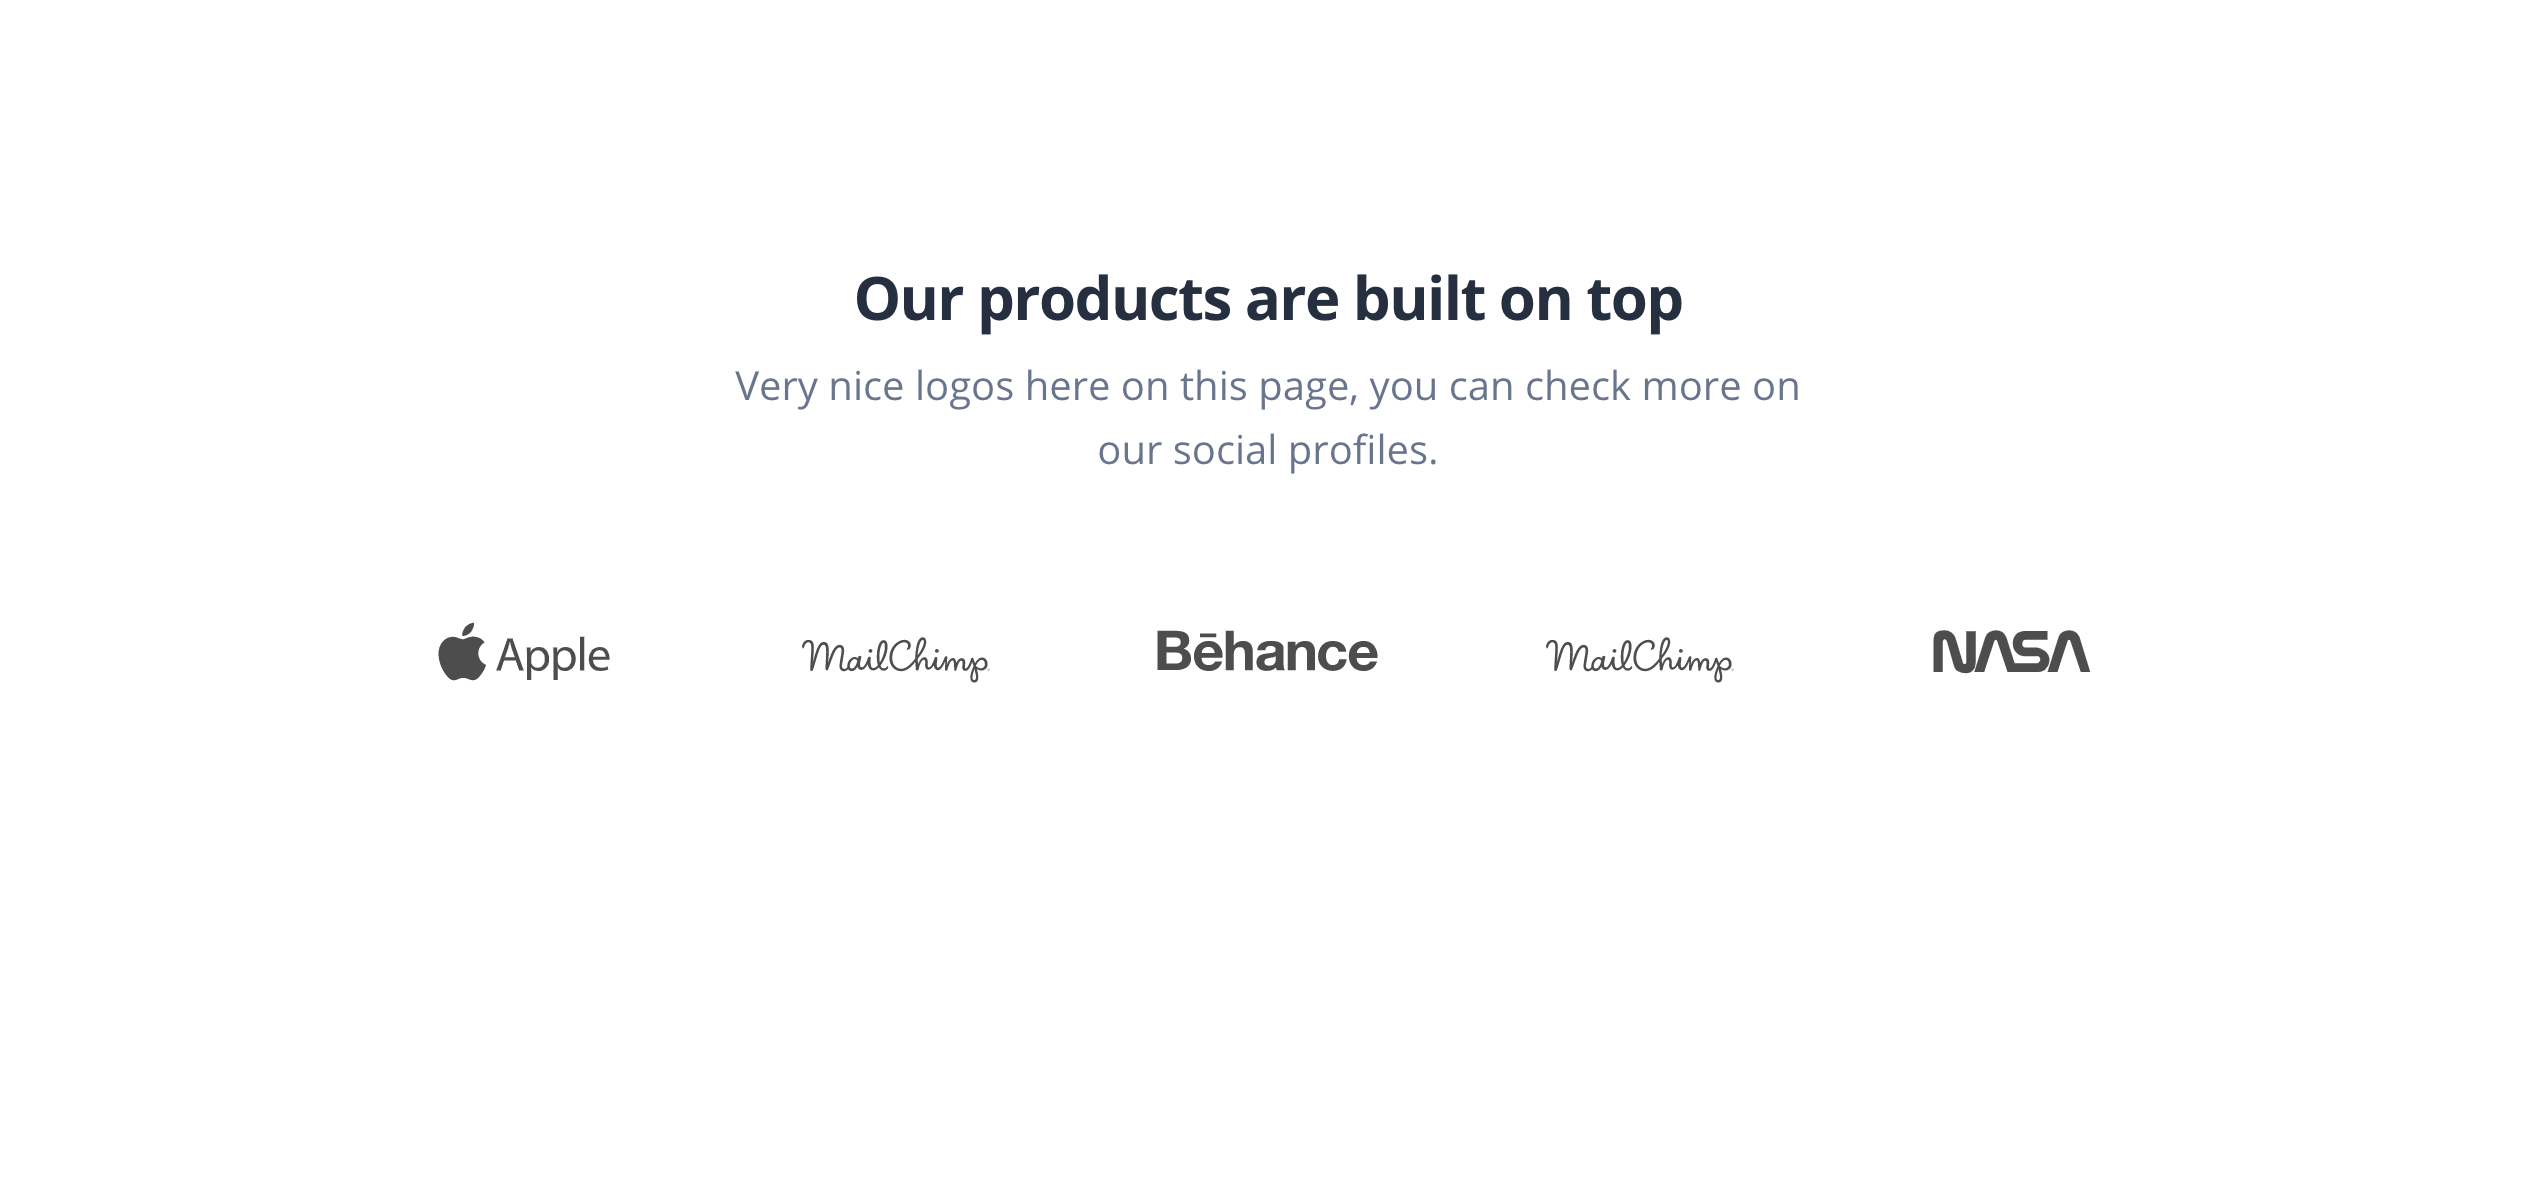 Our products are built on top
Very nice logos here on this page, you can check more on
our social profiles.
Apple MailChimp Bēhance MailChimp NASA